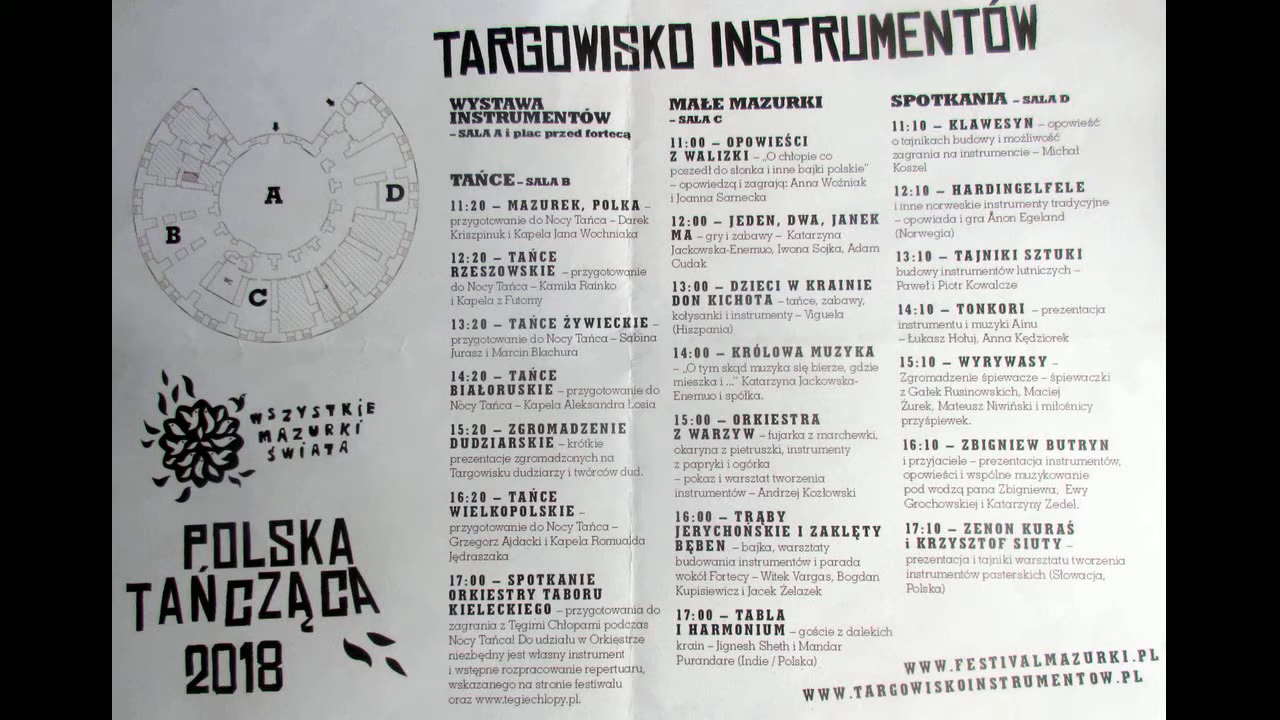 TARGOWISKO INSTRUMENTÓW
WYSTAWA
INSTRUMENTÓW
– SALA A i plac przed fortecą
TAŃCE – SALA B
11:20 – MAZUREK, POLKA –
przygotowanie do Nocy Tańca – Darek
Kriszpinuk i Kapela Jana Wochniaka
12:20 – TAŃCE
RZESZOWSKIE – przygotowanie
do Nocy Tańca – Kamila Rainko
i Kapela z Futomy
13:20 – TAŃCE ŻYWIECKIE –
przygotowanie do Nocy Tańca – Sabina
Jurasz i Marcin Blachura
14:20 – TAŃCE
BIAŁORUSKIE – przygotowanie do
Nocy Tańca – Kapela Aleksandra Łosia
15:20 – ZGROMADZENIE
DUDZIARSKIE – krótkie
prezentacje zgromadzonych na
Targowisku dudziarzy i twórców dud.
16:20 – TAŃCE
WIELKOPOLSKIE –
przygotowanie do Nocy Tańca –
Grzegorz Ajdacki i Kapela Romualda
Jędraszaka
17:00 – SPOTKANIE
ORKIESTRY TABORU
KIELECKIEGO – przygotowania do
zagrania z Tęgimi Chłopami podczas
Nocy Tańca! Do udziału w Orkiestrze
niezbędny jest własny instrument
i wstępne rozpracowanie repertuaru,
wskazanego na stronie festiwalu
oraz www.tegiechlopy.pl.
MAŁE MAZURKI
– SALA C
11:00 – OPOWIEŚCI
Z WALIZKI – „O chłopie co
poszedł do słonka i inne bajki polskie”
– opowiedzą i zagrają: Anna Woźniak
i Joanna Sarnecka
12:00 – JEDEN, DWA, JANEK
MA – gry i zabawy – Katarzyna
Jackowska-Enemuo, Iwona Sojka, Adam
Cudak
13:00 – DZIECI W KRAINIE
DON KICHOTA – tańce, zabawy,
kołysanki i instrumenty – Viguela
(Hiszpania)
14:00 – KRÓLOWA MUZYKA
– „O tym skąd muzyka się bierze, gdzie
mieszka i ...” Katarzyna Jackowska-
Enemuo i spółka.
15:00 – ORKIESTRA
Z WARZYW – fujarka z marchewki,
okaryna z pietruszki, instrumenty
z papryki i ogórka
– pokaz i warsztat tworzenia
instrumentów – Andrzej Kozłowski
16:00 – TRĄBY
JERYCHOŃSKIE I ZAKLĘTY
BĘBEN – bajka, warsztaty
budowania instrumentów i parada
wokół Fortecy – Witek Vargas, Bogdan
Kupisiewicz i Jacek Żelazek
17:00 – TABLA
I HARMONIUM – goście z dalekich
krain – Jignesh Sheth i Mandar
Purandare (Indie / Polska)
SPOTKANIA – SALA D
11:10 – KLAWESYN – opowieść
o tajnikach budowy i możliwość
zagrania na instrumencie – Michał
Koszel
12:10 – HARDINGELFELE
i inne norweskie instrumenty tradycyjne
– opowiada i gra Ånon Egeland
(Norwegia)
13:10 – TAJNIKI SZTUKI
budowy instrumentów lutniczych –
Paweł i Piotr Kowalcze
14:10 – TONKORI – prezentacja
instrumentu i muzyki Ainu
– Łukasz Hołuj, Anna Kędziorek
15:10 – WYRYWASY –
Zgromadzenie śpiewacze – śpiewaczki
z Gałek Rusinowskich, Maciej
Żurek, Mateusz Niwiński i miłośnicy
przyśpiewek.
16:10 – ZBIGNIEW BUTRYN
i przyjaciele – prezentacja instrumentów,
opowieści i wspólne muzykowanie
pod wodzą pana Zbigniewa, Ewy
Grochowskiej i Katarzyny Zedel.
17:10 – ZENON KURAŚ
i KRZYSZTOF SIUTY –
prezentacja i tajniki warsztatu tworzenia
instrumentów pasterskich (Słowacja,
Polska)
A
B
C
D
WSZYSTKIE
MAZURKI
ŚWIATA
POLSKA
TAŃCZĄCA
2018
WWW.FESTIVALMAZURKI.PL
WWW.TARGOWISKOINSTRUMENTOW.PL